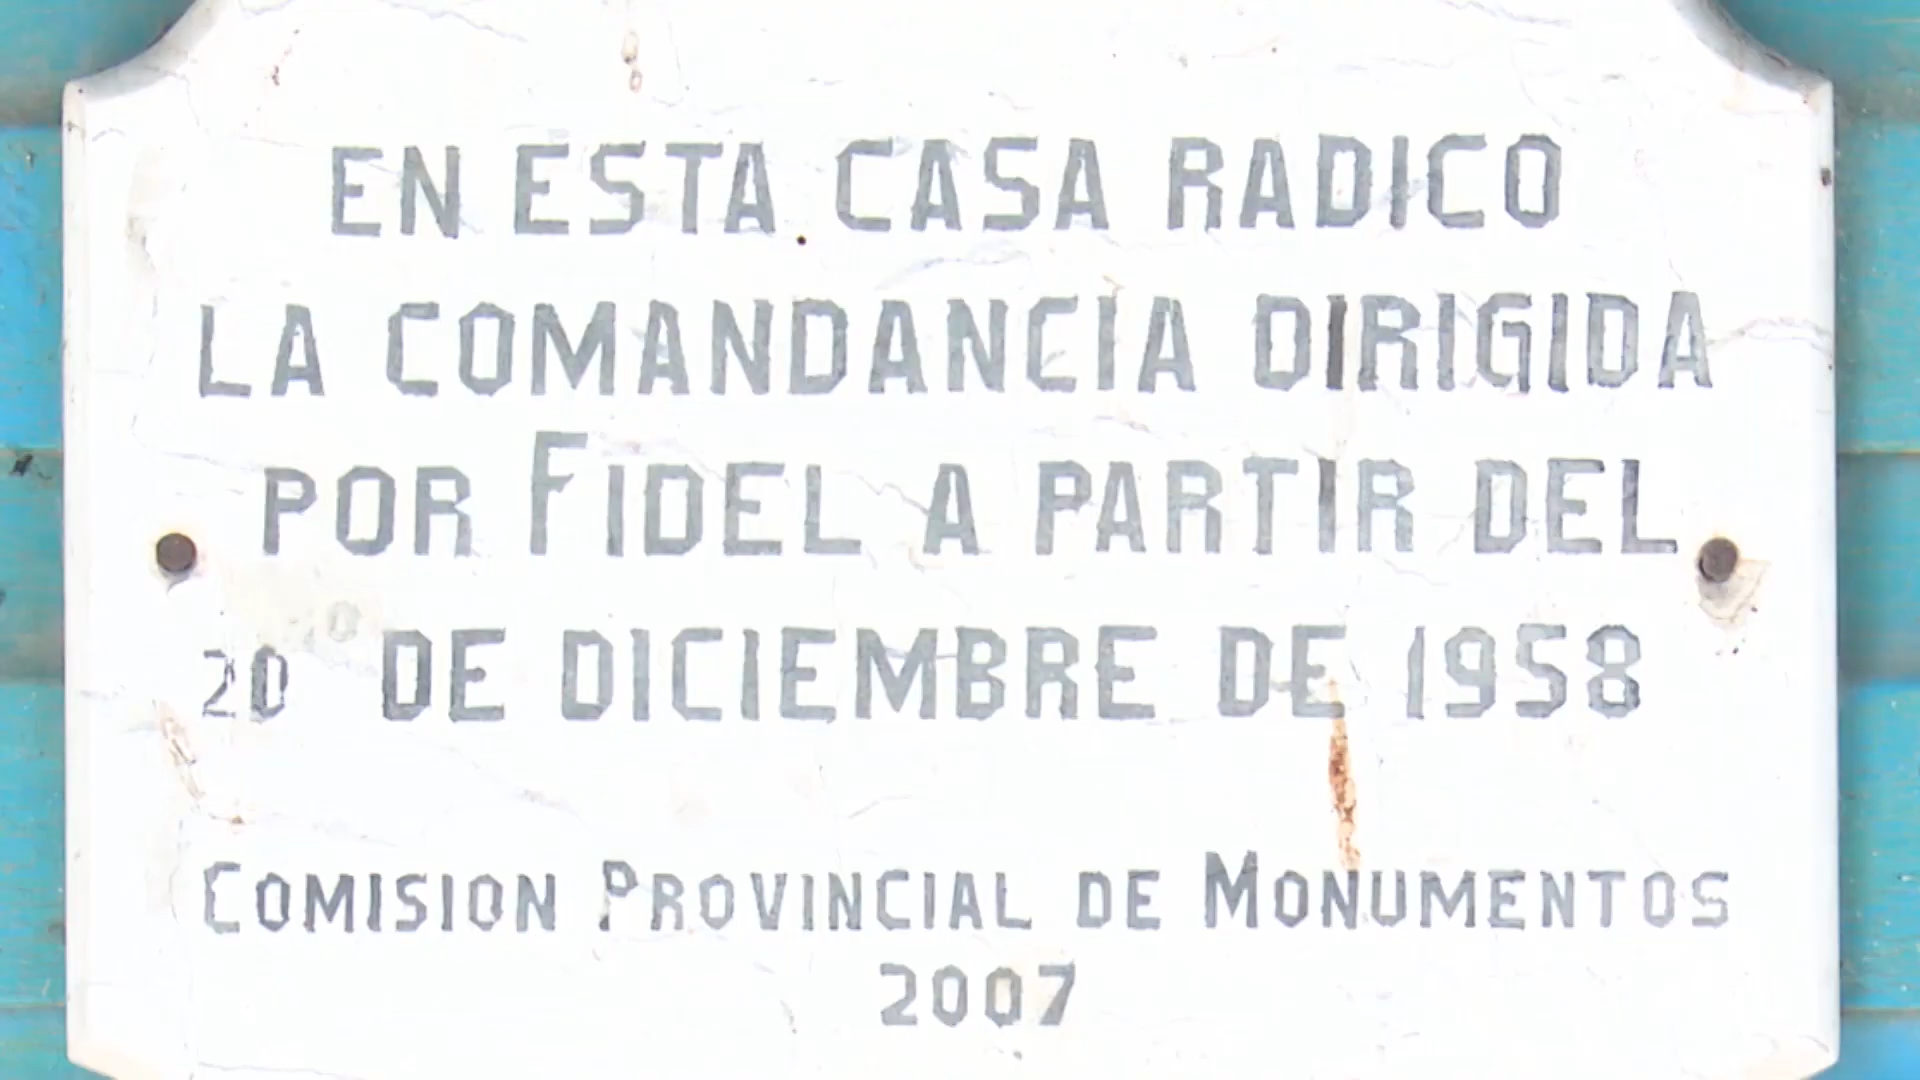 EN ESTA CASA RADICO
LA COMANDANCIA DIRIGIDA
POR FIDEL A PARTIR DEL
20 DE DICIEMBRE DE 1958
COMISION PROVINCIAL DE MONUMENTOS
2007